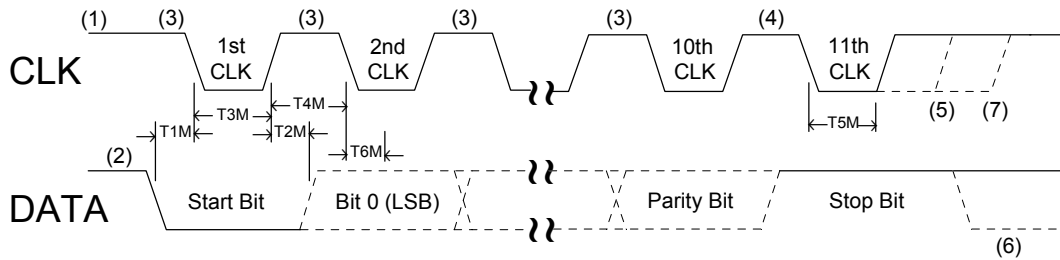 (1) (3) (3) (3) (3) (4)
1st CLK 2nd CLK 10th CLK 11th CLK
CLK
T3M T4M (5) (7)
T1M T2M T6M T5M
(2)
DATA Start Bit Bit 0 (LSB) Parity Bit Stop Bit
(6)